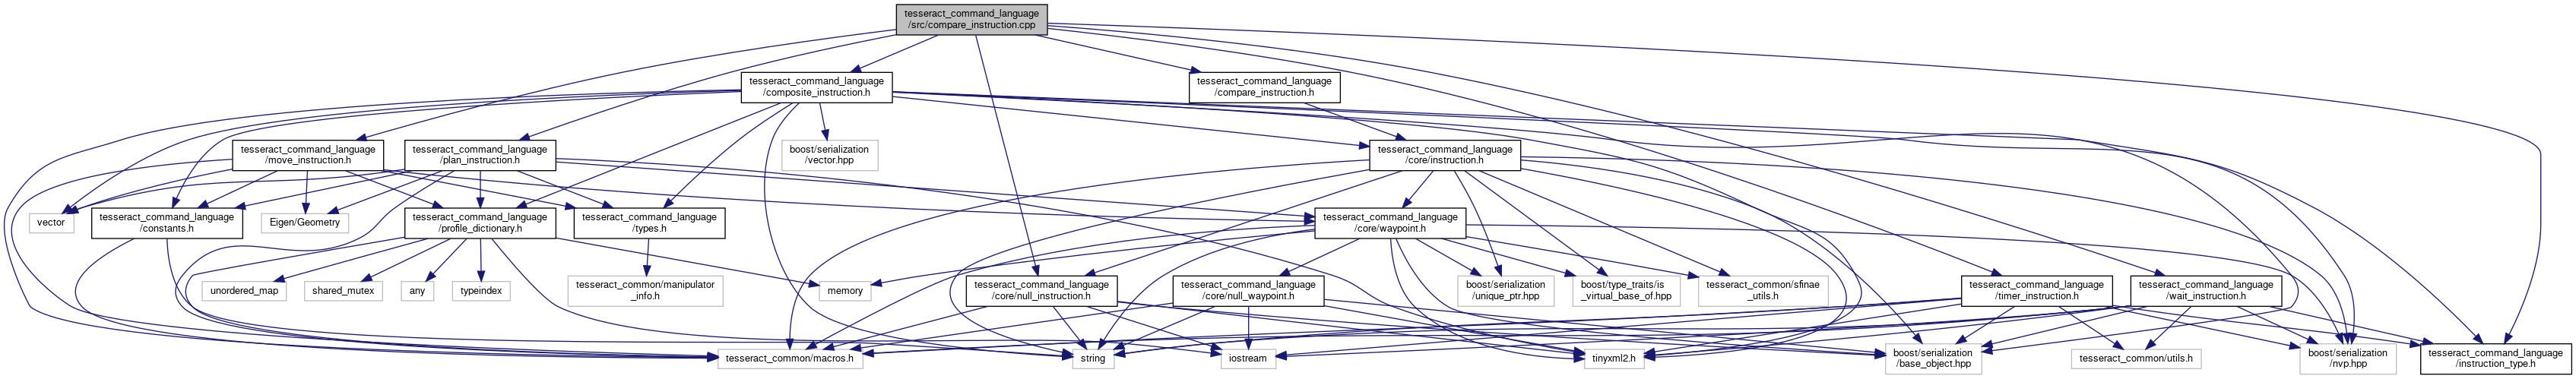 tesseract_command_language
/src/compare_instruction.cpp
tesseract_command_language
/composite_instruction.h
tesseract_command_language
/compare_instruction.h
tesseract_command_language
/move_instruction.h
tesseract_command_language
/plan_instruction.h
boost/serialization
/vector.hpp
tesseract_command_language
/core/instruction.h
vector
tesseract_command_language
/constants.h
Eigen/Geometry
tesseract_command_language
/profile_dictionary.h
tesseract_command_language
/types.h
tesseract_command_language
/core/waypoint.h
unordered_map
shared_mutex
any
typeindex
tesseract_common/manipulator
_info.h
memory
tesseract_command_language
/core/null_instruction.h
tesseract_command_language
/core/null_waypoint.h
boost/serialization
/unique_ptr.hpp
boost/type_traits/is
_virtual_base_of.hpp
tesseract_common/sfinae
_utils.h
tesseract_command_language
/timer_instruction.h
tesseract_command_language
/wait_instruction.h
tesseract_common/macros.h
string
iostream
tinyxml2.h
boost/serialization
/base_object.hpp
tesseract_common/utils.h
boost/serialization
/nvp.hpp
tesseract_command_language
/instruction_type.h